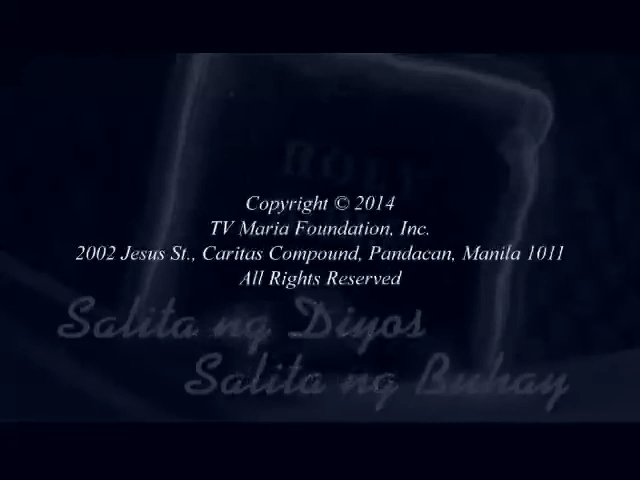 HOLY
Copyright © 2014
TV Maria Foundation, Inc.
2002 Jesus St., Caritas Compound, Pandacan, Manila 1011
All Rights Reserved
Salita ng Diyos
Salita ng Buhay